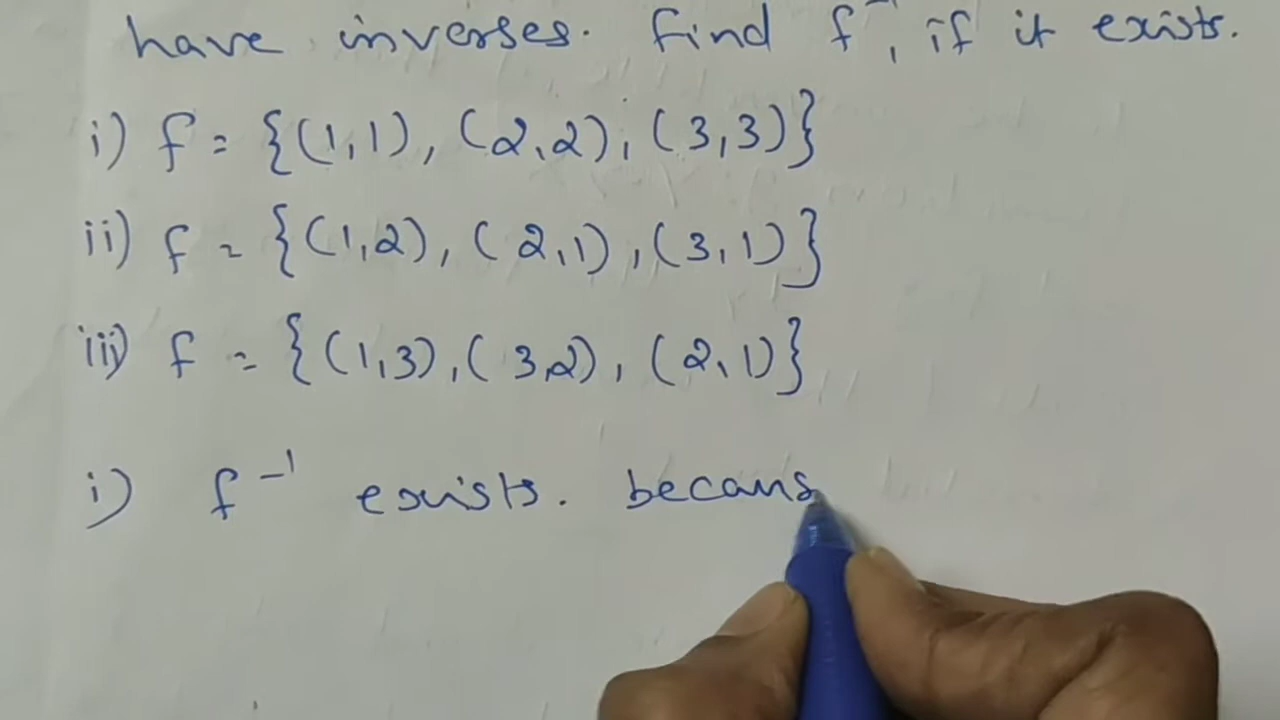 have inverses. Find f⁻, if it exists.
i) f = {(1,1), (2,2), (3,3)}
ii) f = {(1,2), (2,1), (3,1)}
iii) f = {(1,3), (3,2), (2,1)}
i) f⁻¹ exists. becaus